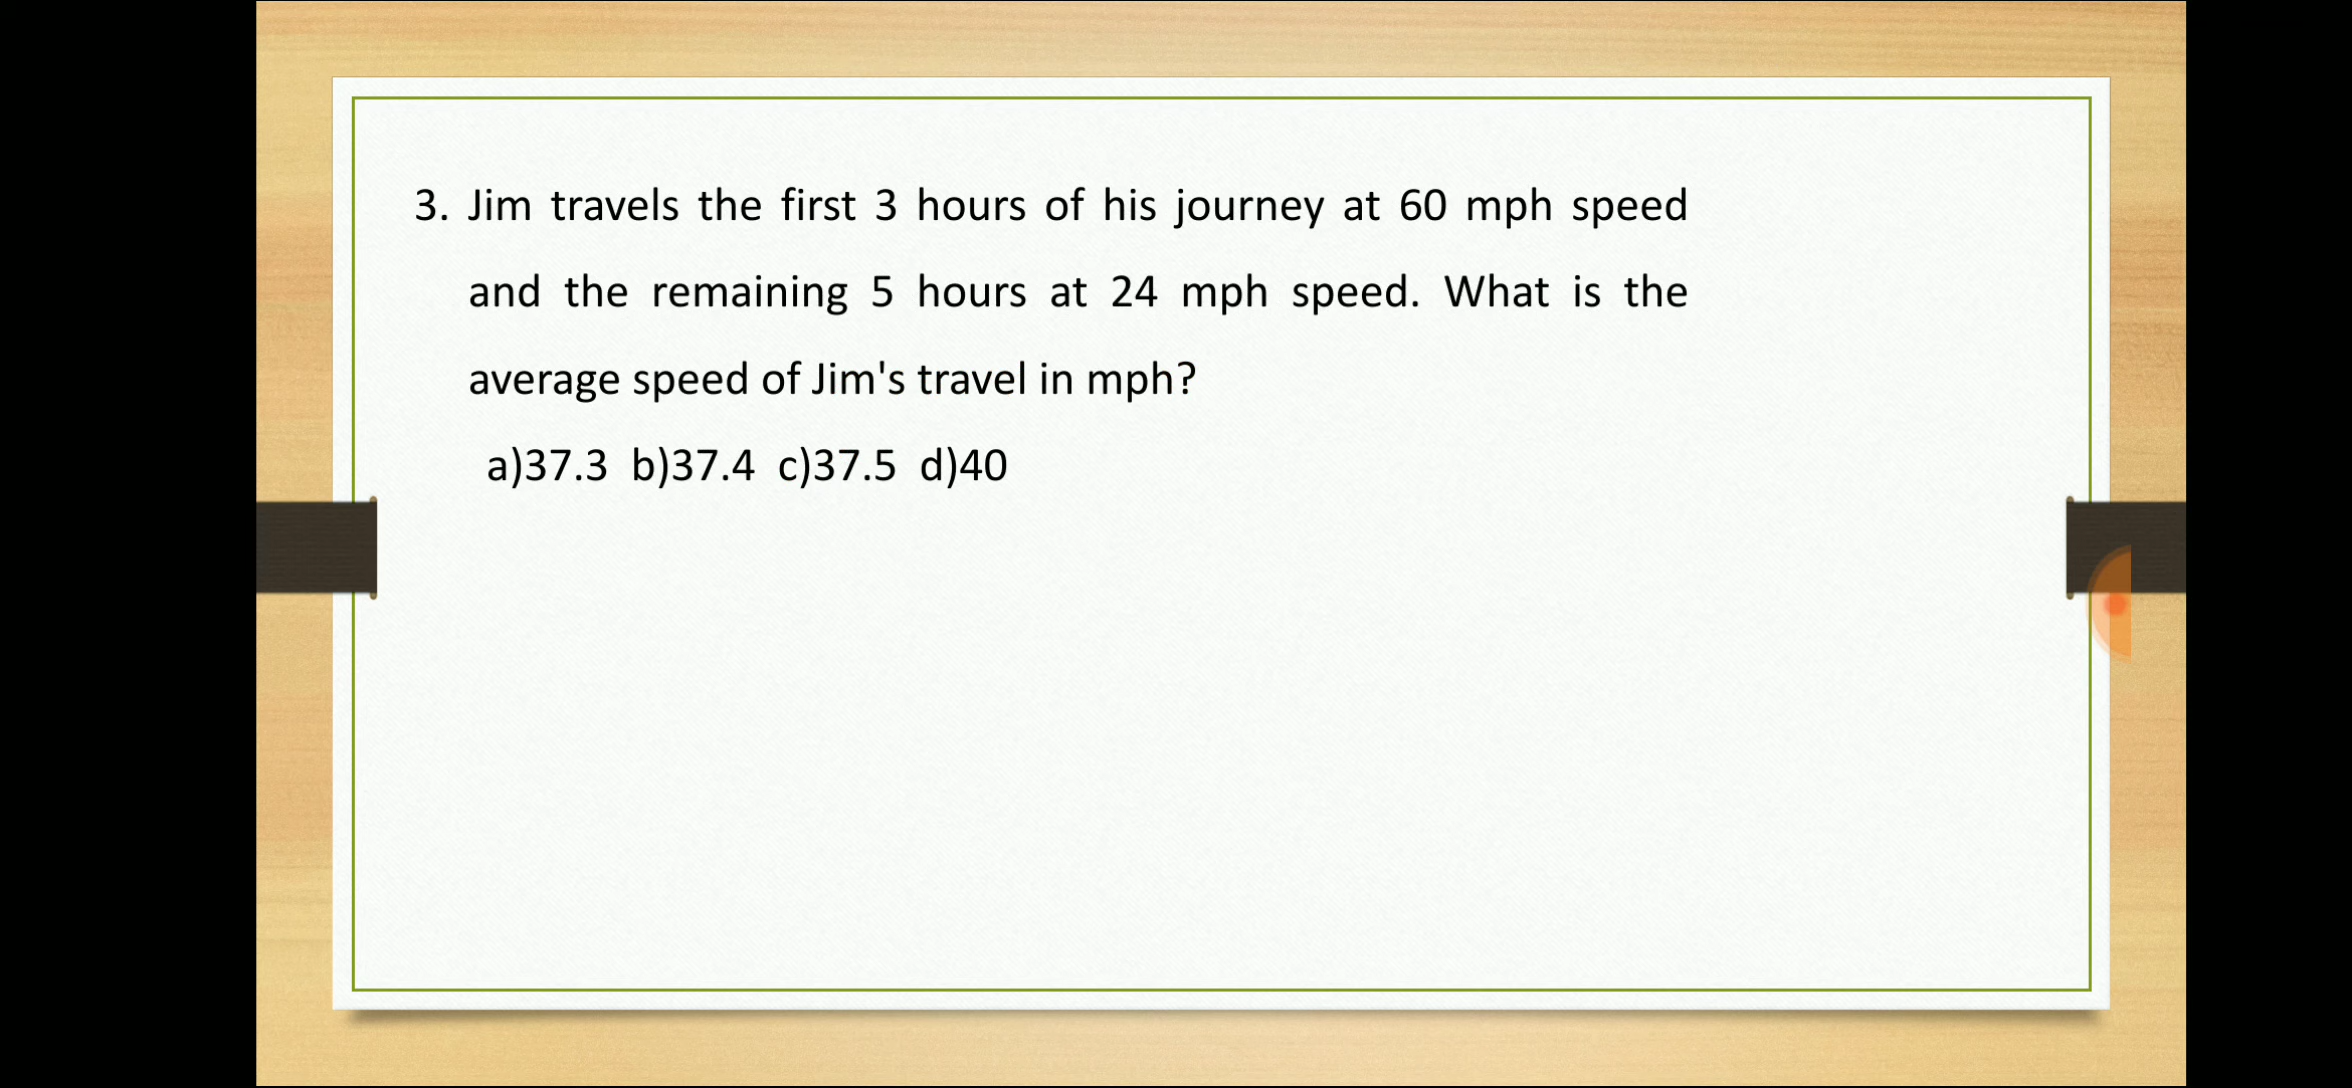 3. Jim travels the first 3 hours of his journey at 60 mph speed
and the remaining 5 hours at 24 mph speed. What is the
average speed of Jim's travel in mph?
a)37.3 b)37.4 c)37.5 d)40